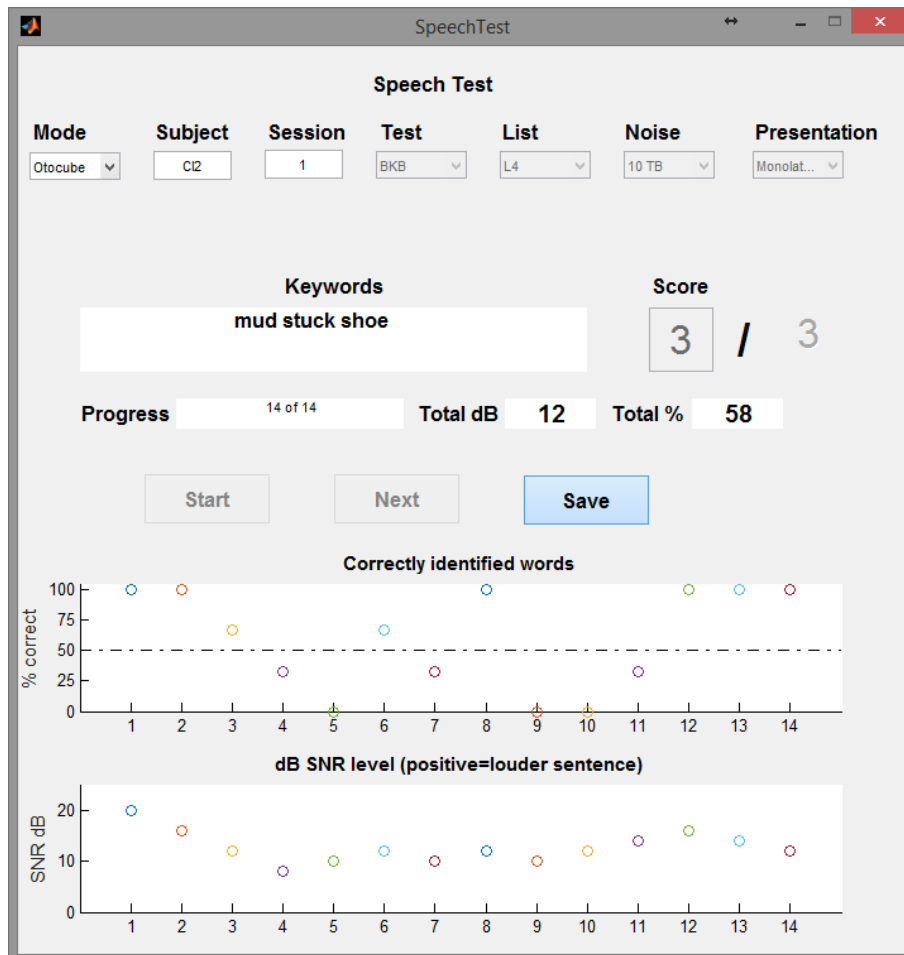 SpeechTest
Speech Test
Mode Subject Session Test List Noise Presentation
Otocube CI2 1 BKB L4 10 TB Monolat...
Keywords Score
mud stuck shoe
3 / 3
Progress 14 of 14 Total dB 12 Total % 58
Start Next Save
Correctly identified words
% correct
100
75
50
25
0
1 2 3 4 5 6 7 8 9 10 11 12 13 14
dB SNR level (positive=louder sentence)
SNR dB
20
10
0
1 2 3 4 5 6 7 8 9 10 11 12 13 14